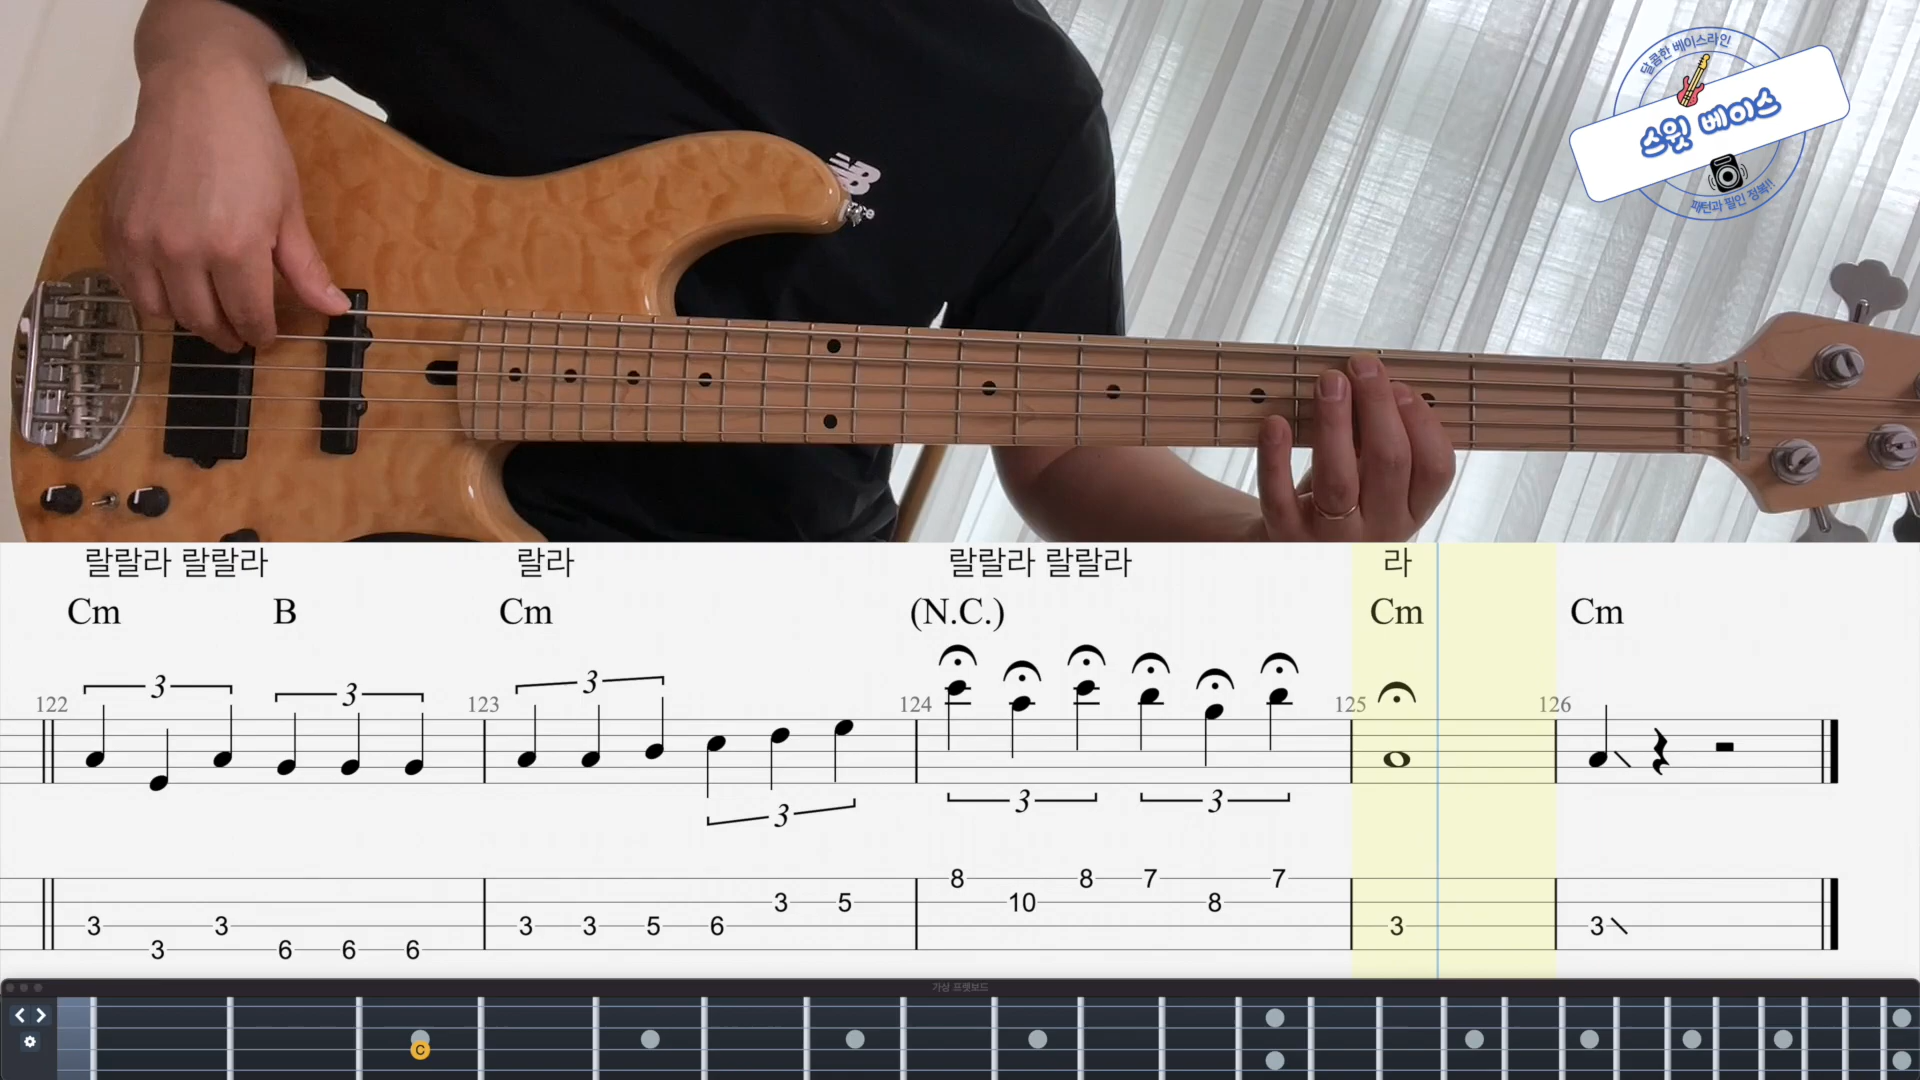 달콤한 베이스라인
스윗 베이스
패턴과 필인 정복!!
NB
랄랄라 랄랄라 랄라 랄랄라 랄랄라 라
Cm B Cm (N.C.) Cm Cm
3 3 3
122 123 124 125 126
3 3 3
8 8 7 7
3 5 10 8
3 3 3 3 5 6 3 3
3 6 6 6
가상 프렛보드
C